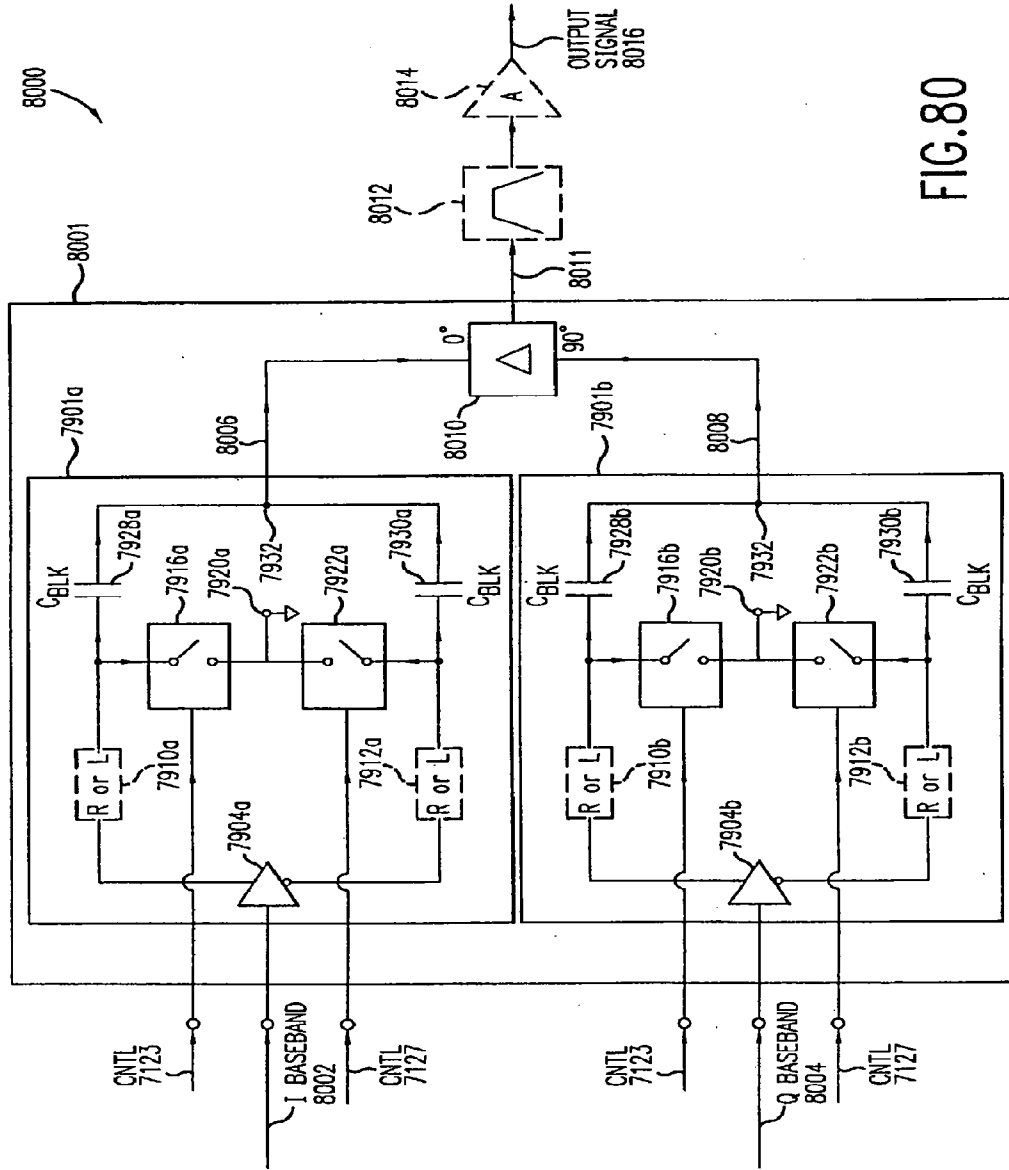 8000
8001
7901a
CBLK
7928a
7910a
R or L
7916a
7904a
7920a
7932
7922a
7912a
R or L
7930a
CBLK
CNTL
7123
I BASEBAND
8002
CNTL
7127
8006
0°
8010
90°
8011
8012
8014
A
OUTPUT
SIGNAL
8016
8008
7901b
CBLK
7928b
7910b
R or L
7916b
7904b
7920b
7932
7922b
7912b
R or L
7930b
CBLK
CNTL
7123
Q BASEBAND
8004
CNTL
7127
FIG.80